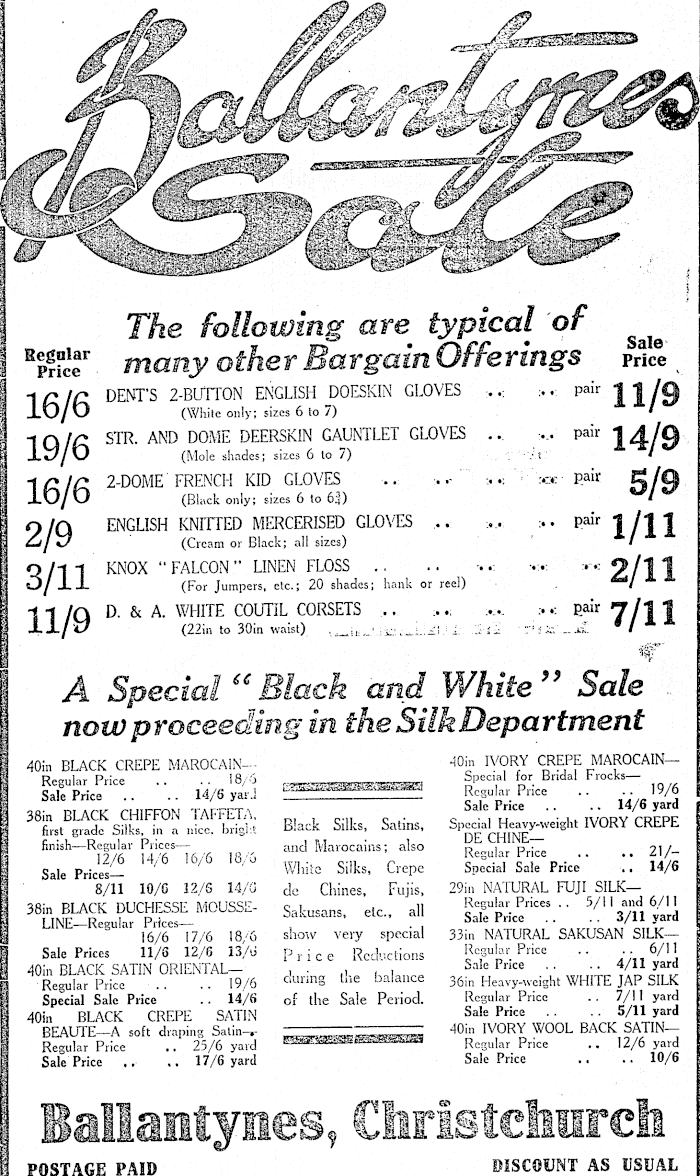 Ballantynes
Sale
The following are typical of
many other Bargain Offerings
Regular
Price
Sale
Price
16/6 DENT'S 2-BUTTON ENGLISH DOESKIN GLOVES .. .. pair 11/9
(White only; sizes 6 to 7)
19/6 STR. AND DOME DEERSKIN GAUNTLET GLOVES .. .. pair 14/9
(Mole shades; sizes 6 to 7)
16/6 2-DOME FRENCH KID GLOVES .. .. .. .. pair 5/9
(Black only; sizes 6 to 6¾)
2/9 ENGLISH KNITTED MERCERISED GLOVES .. .. .. pair 1/11
(Cream or Black; all sizes)
3/11 KNOX "FALCON" LINEN FLOSS .. .. .. .. .. 2/11
(For Jumpers, etc.; 20 shades; hank or reel)
11/9 D. & A. WHITE COUTIL CORSETS .. .. .. .. pair 7/11
(22in to 30in waist)
A Special "Black and White" Sale
now proceeding in the Silk Department
40in BLACK CREPE MAROCAIN—
Regular Price .. .. 18/6
Sale Price .. .. 14/6 yard
38in BLACK CHIFFON TAFFETA,
first grade Silks, in a nice, bright
finish—Regular Prices—
12/6 14/6 16/6 18/6
Sale Prices—
8/11 10/6 12/6 14/6
38in BLACK DUCHESSE MOUSSE-
LINE—Regular Prices—
16/6 17/6 18/6
Sale Prices 11/6 12/6 13/6
40in BLACK SATIN ORIENTAL—
Regular Price .. .. 19/6
Special Sale Price .. 14/6
40in BLACK CREPE SATIN
BEAUTE—A soft draping Satin—
Regular Price .. 25/6 yard
Sale Price .. .. 17/6 yard
Black Silks, Satins,
and Marocains; also
White Silks, Crepe
de Chines, Fujis,
Sakusans, etc., all
show very special
Price Reductions
during the balance
of the Sale Period.
40in IVORY CREPE MAROCAIN—
Special for Bridal Frocks—
Regular Price .. .. 19/6
Sale Price .. .. 14/6 yard
Special Heavy-weight IVORY CREPE
DE CHINE—
Regular Price .. .. 21/-
Special Sale Price .. 14/6
29in NATURAL FUJI SILK—
Regular Prices .. 5/11 and 6/11
Sale Price .. .. 3/11 yard
33in NATURAL SAKUSAN SILK—
Regular Price .. .. 6/11
Sale Price .. .. 4/11 yard
36in Heavy-weight WHITE JAP SILK
Regular Price .. 7/11 yard
Sale Price .. .. 5/11 yard
40in IVORY WOOL BACK SATIN—
Regular Price .. 12/6 yard
Sale Price .. .. 10/6
Ballantynes, Christchurch
POSTAGE PAID
DISCOUNT AS USUAL